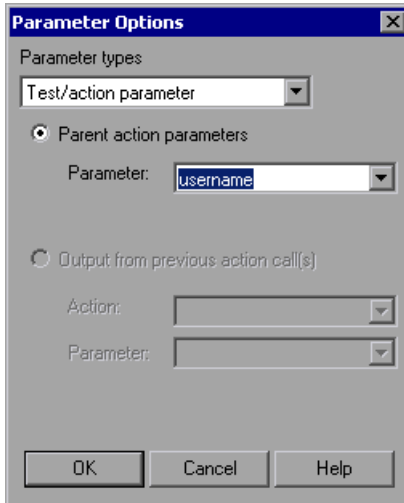 Parameter Options
Parameter types
Test/action parameter
Parent action parameters
Parameter: username
Output from previous action call(s)
Action:
Parameter:
OK Cancel Help